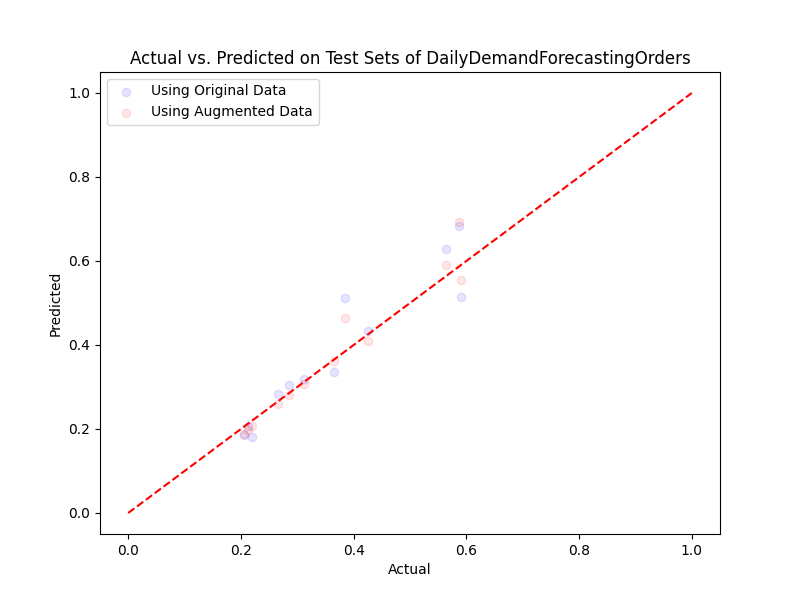 Actual vs. Predicted on Test Sets of DailyDemandForecastingOrders
Using Original Data
Using Augmented Data
1.0
0.8
0.6
0.4
0.2
0.0
Predicted
0.0 0.2 0.4 0.6 0.8 1.0
Actual